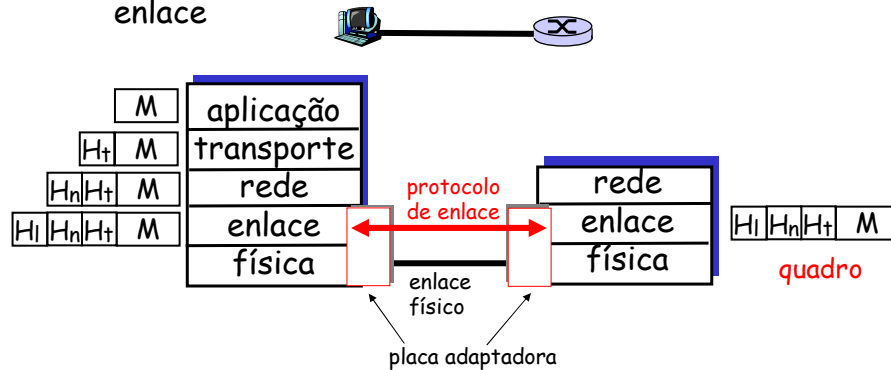 enlace
M
aplicação
Ht M
transporte
Hn Ht M
rede
Hl Hn Ht M
enlace
física
protocolo
de enlace
enlace
físico
placa adaptadora
rede
enlace
física
Hl Hn Ht M
quadro